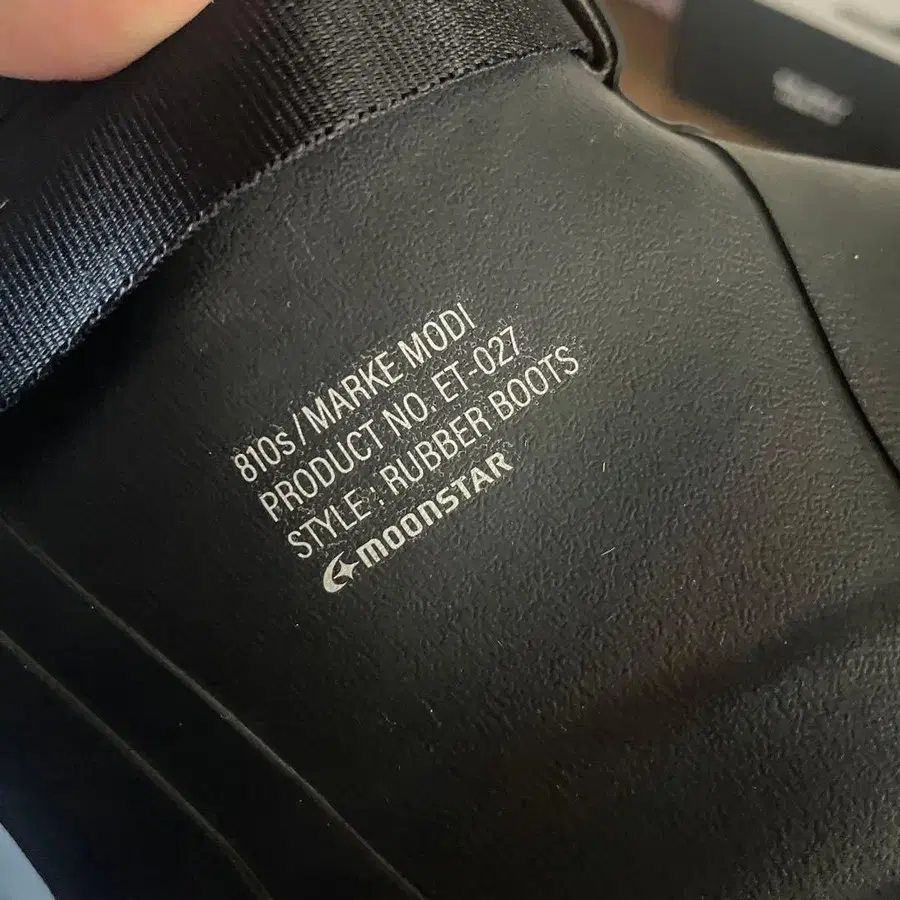 810s / MARKE MODI
PRODUCT NO. ET-027
STYLE : RUBBER BOOTS
moonstar